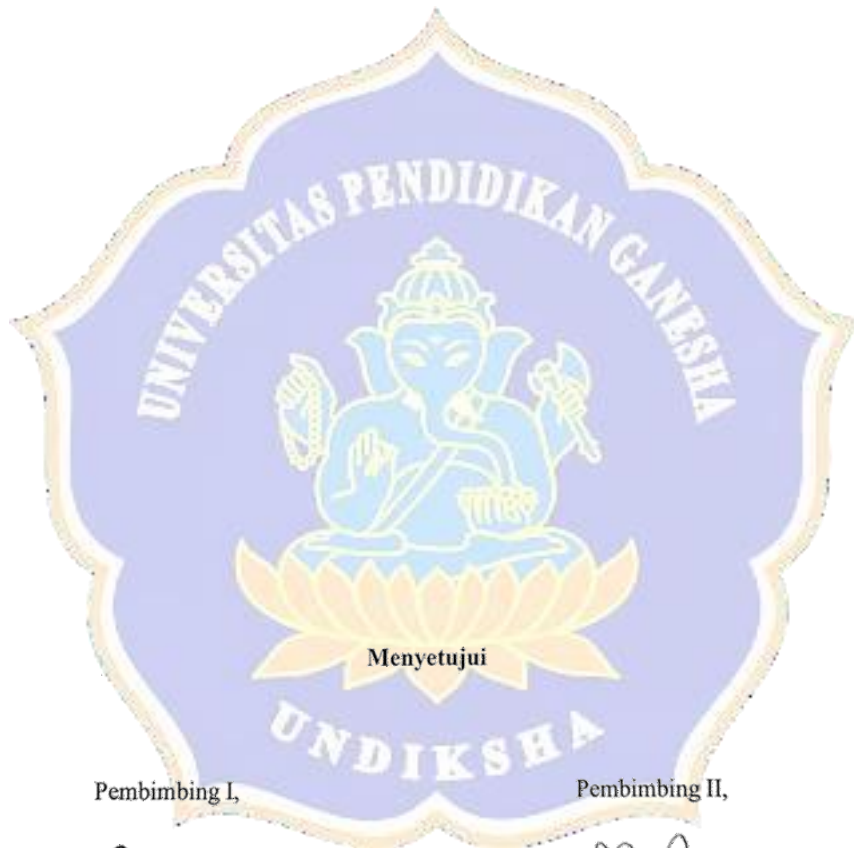 UNIVERSITAS PENDIDIKAN GANESHA
Menyetujui
UNDIKSHA
Pembimbing I,
Pembimbing II,